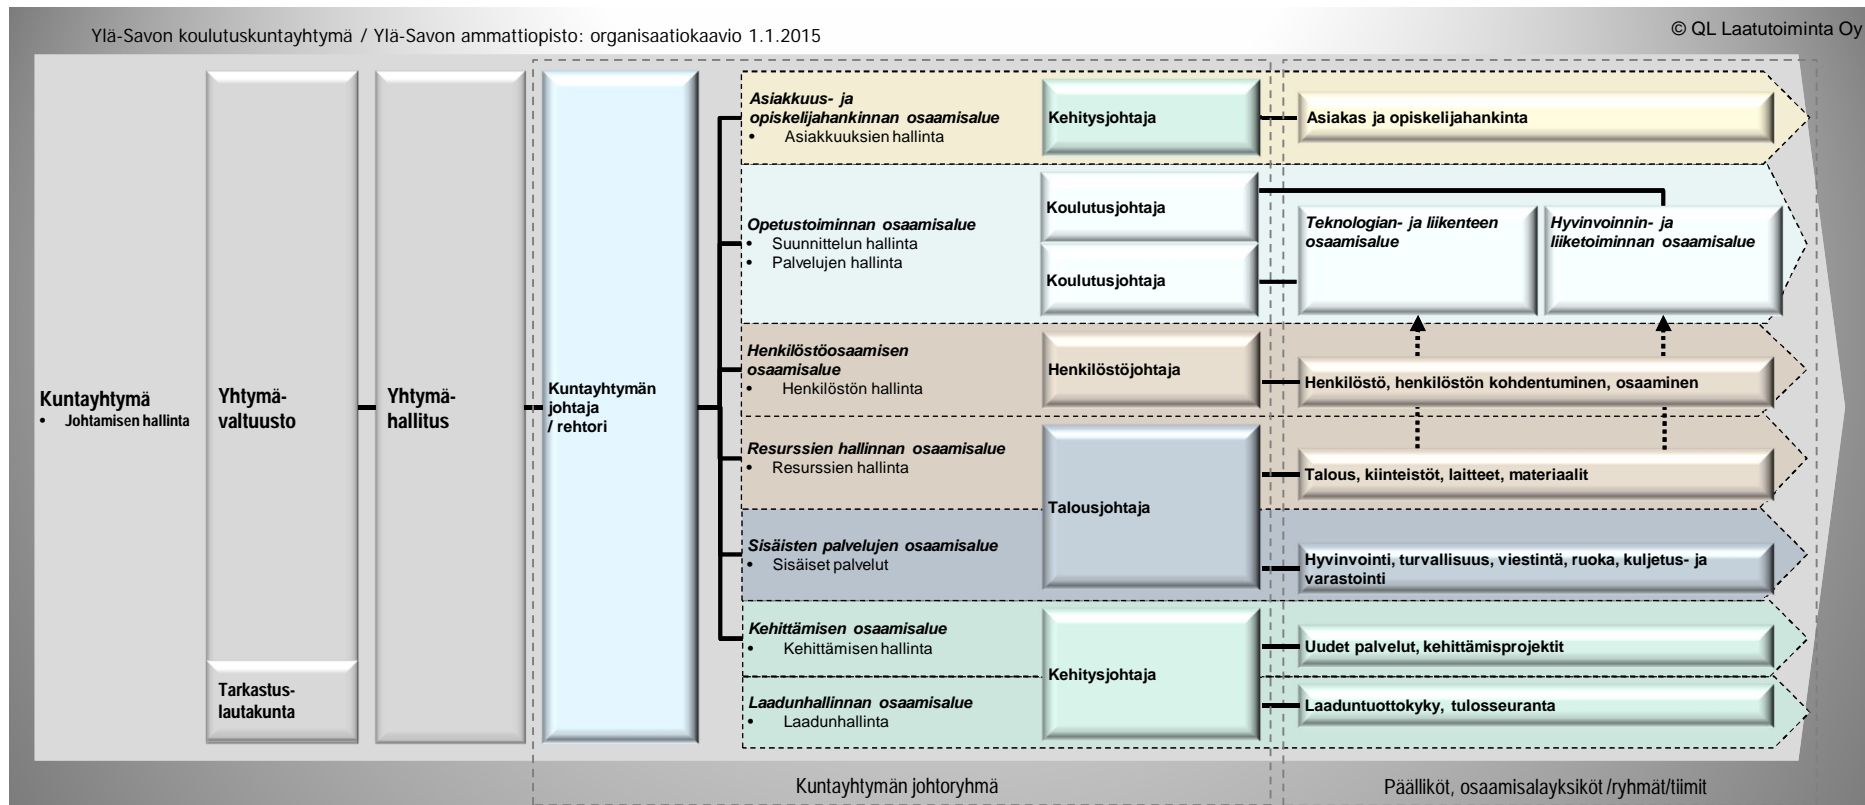 Ylä-Savon koulutuskuntayhtymä / Ylä-Savon ammattiopisto: organisaatiokaavio 1.1.2015
© QL Laatutoiminta Oy
Kuntayhtymä
• Johtamisen hallinta
Yhtymä-
valtuusto
Tarkastus-
lautakunta
Yhtymä-
hallitus
Kuntayhtymän
johtaja
/ rehtori
Asiakkuus- ja
opiskelijahankinnan osaamisalue
• Asiakkuuksien hallinta
Kehitysjohtaja
Asiakas ja opiskelijahankinta
Opetustoiminnan osaamisalue
• Suunnittelun hallinta
• Palvelujen hallinta
Koulutusjohtaja
Koulutusjohtaja
Teknologian- ja liikenteen
osaamisalue
Hyvinvoinnin- ja
liiketoiminnan osaamisalue
Henkilöstöosaamisen
osaamisalue
• Henkilöstön hallinta
Henkilöstöjohtaja
Henkilöstö, henkilöstön kohdentuminen, osaaminen
Resurssien hallinnan osaamisalue
• Resurssien hallinta
Talousjohtaja
Talous, kiinteistöt, laitteet, materiaalit
Sisäisten palvelujen osaamisalue
• Sisäiset palvelut
Hyvinvointi, turvallisuus, viestintä, ruoka, kuljetus- ja
varastointi
Kehittämisen osaamisalue
• Kehittämisen hallinta
Kehitysjohtaja
Uudet palvelut, kehittämisprojektit
Laadunhallinnan osaamisalue
• Laadunhallinta
Laaduntuottokyky, tulosseuranta
Kuntayhtymän johtoryhmä
Päälliköt, osaamisalayksiköt /ryhmät/tiimit